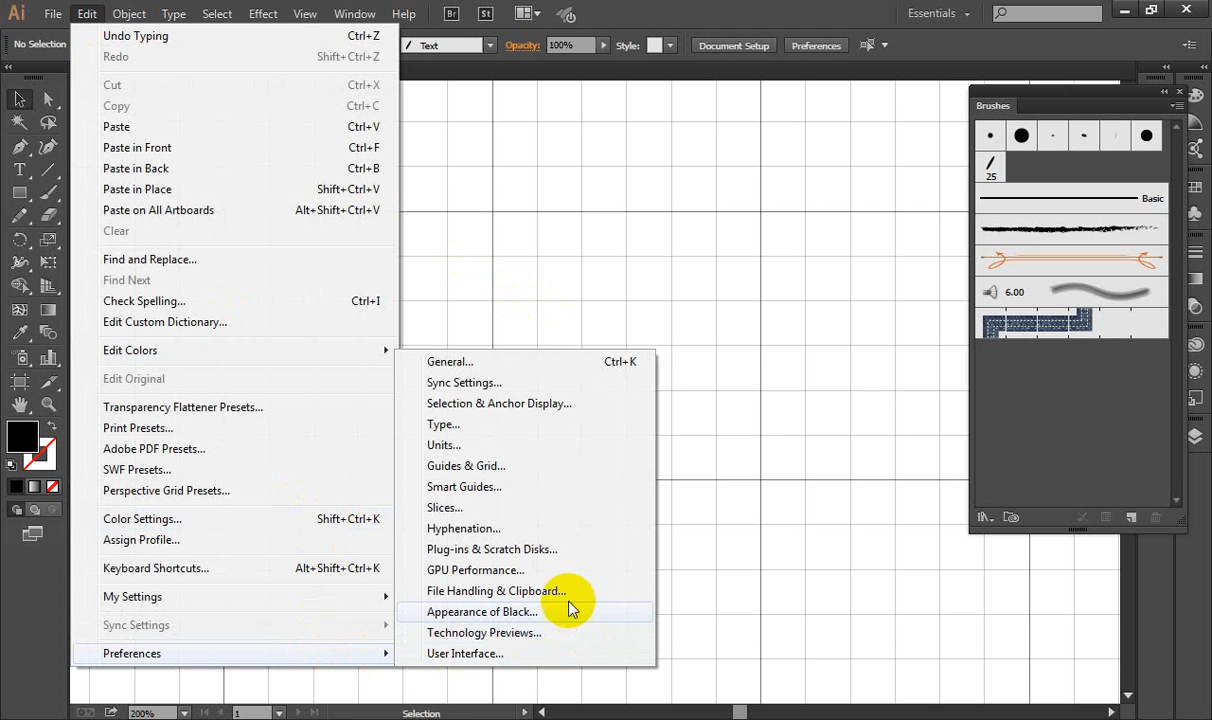 Ai File Edit Object Type Select Effect View Window Help Br St Essentials
No Selection Text Opacity: 100% Style: Document Setup Preferences
Undo Typing Ctrl+Z
Redo Shift+Ctrl+Z
Cut Ctrl+X
Copy Ctrl+C
Paste Ctrl+V
Paste in Front Ctrl+F
Paste in Back Ctrl+B
Paste in Place Shift+Ctrl+V
Paste on All Artboards Alt+Shift+Ctrl+V
Clear
Find and Replace...
Find Next
Check Spelling... Ctrl+I
Edit Custom Dictionary...
Edit Colors
Edit Original
Transparency Flattener Presets...
Print Presets...
Adobe PDF Presets...
SWF Presets...
Perspective Grid Presets...
Color Settings... Shift+Ctrl+K
Assign Profile...
Keyboard Shortcuts... Alt+Shift+Ctrl+K
My Settings
Sync Settings
Preferences
General... Ctrl+K
Sync Settings...
Selection & Anchor Display...
Type...
Units...
Guides & Grid...
Smart Guides...
Slices...
Hyphenation...
Plug-ins & Scratch Disks...
GPU Performance...
File Handling & Clipboard...
Appearance of Black...
Technology Previews...
User Interface...
Brushes
25
Basic
6.00
200% 1 Selection